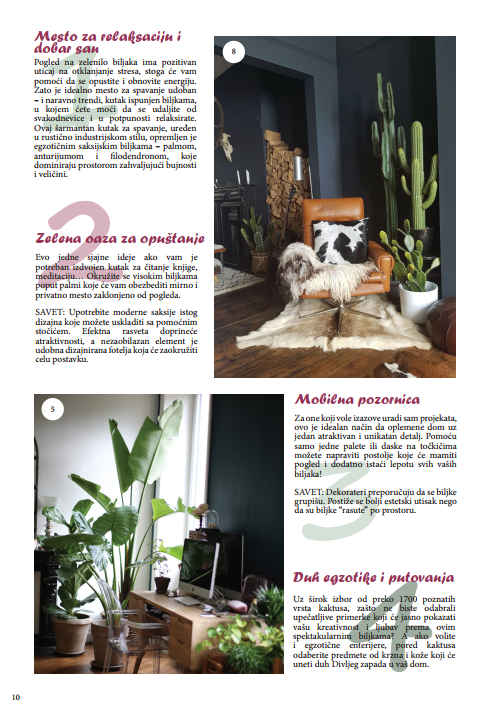 Mesto za relaksaciju i
dobar san
Pogled na zelenilo biljaka ima pozitivan
uticaj na otklanjanje stresa, stoga će vam
pomoći da se opustite i obnovite energiju.
Zato je idealno mesto za spavanje udoban
– i naravno trendi, kutak ispunjen biljkama,
u kojem ćete moći da se udaljite od
svakodnevice i u potpunosti relaksirate.
Ovaj šarmantan kutak za spavanje, uređen
u rustično industrijskom stilu, opremljen je
egzotičnim saksijskim biljkama – palmom,
anturijumom i filodendronom, koje
dominiraju prostorom zahvaljujući bujnosti
i veličini.
1
8
2
Zelena oaza za opuštanje
Evo jedne sjajne ideje ako vam je
potreban izdvojen kutak za čitanje knjige,
meditaciju… Okružite se visokim biljkama
poput palmi koje će vam obezbediti mirno i
privatno mesto zaklonjeno od pogleda.
SAVET: Upotrebite moderne saksije istog
dizajna koje možete uskladiti sa pomoćnim
stočićem. Efektna rasveta doprineće
atraktivnosti, a nezaobilazan element je
udobna dizajnirana fotelja koja će zaokružiti
celu postavku.
5
Mobilna pozornica
Za one koji vole izazove uradi sam projekata,
ovo je idealan način da oplemene dom uz
jedan atraktivan i unikatan detalj. Pomoću
samo jedne palete ili daske na točkićima
možete napraviti postolje koje će mamiti
pogled i dodatno istaći lepotu svih vaših
biljaka!
3
SAVET: Dekorateri preporučuju da se biljke
grupišu. Postiže se bolji estetski utisak nego
da su biljke “rasute” po prostoru.
Duh egzotike i putovanja
4
Uz širok izbor od preko 1700 poznatih
vrsta kaktusa, zašto ne biste odabrali
upečatljive primerke koji će jasno pokazati
vašu kreativnost i ljubav prema ovim
spektakularnim biljkama? A ako volite
i egzotične enterijere, pored kaktusa
odaberite predmete od krzna i kože koji će
uneti duh Divljeg zapada u vaš dom.
10